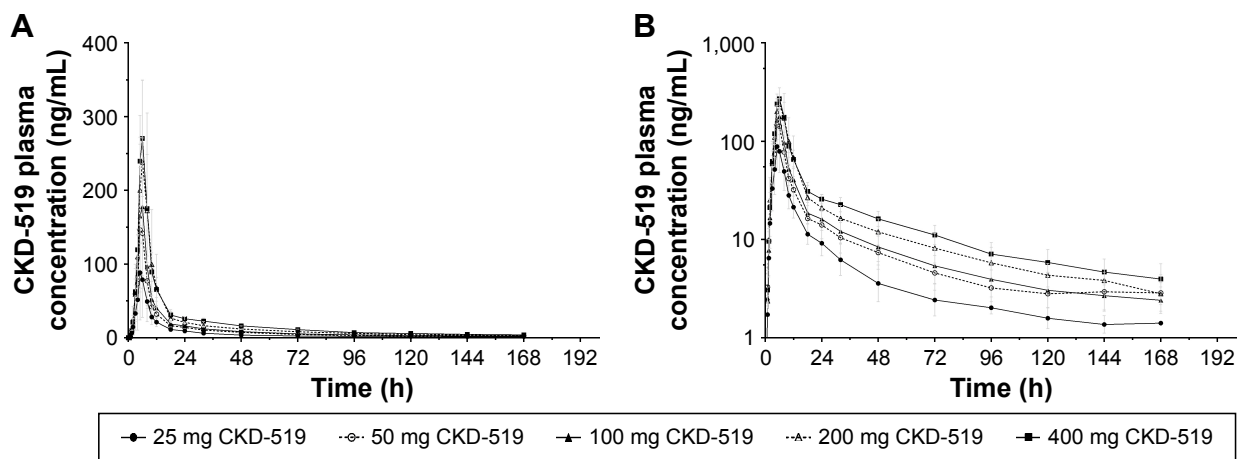 A
CKD-519 plasma
concentration (ng/mL)
400
300
200
100
0
0 24 48 72 96 120 144 168 192
Time (h)
B
CKD-519 plasma
concentration (ng/mL)
1,000
100
10
1
0 24 48 72 96 120 144 168 192
Time (h)
25 mg CKD-519 50 mg CKD-519 100 mg CKD-519 200 mg CKD-519 400 mg CKD-519